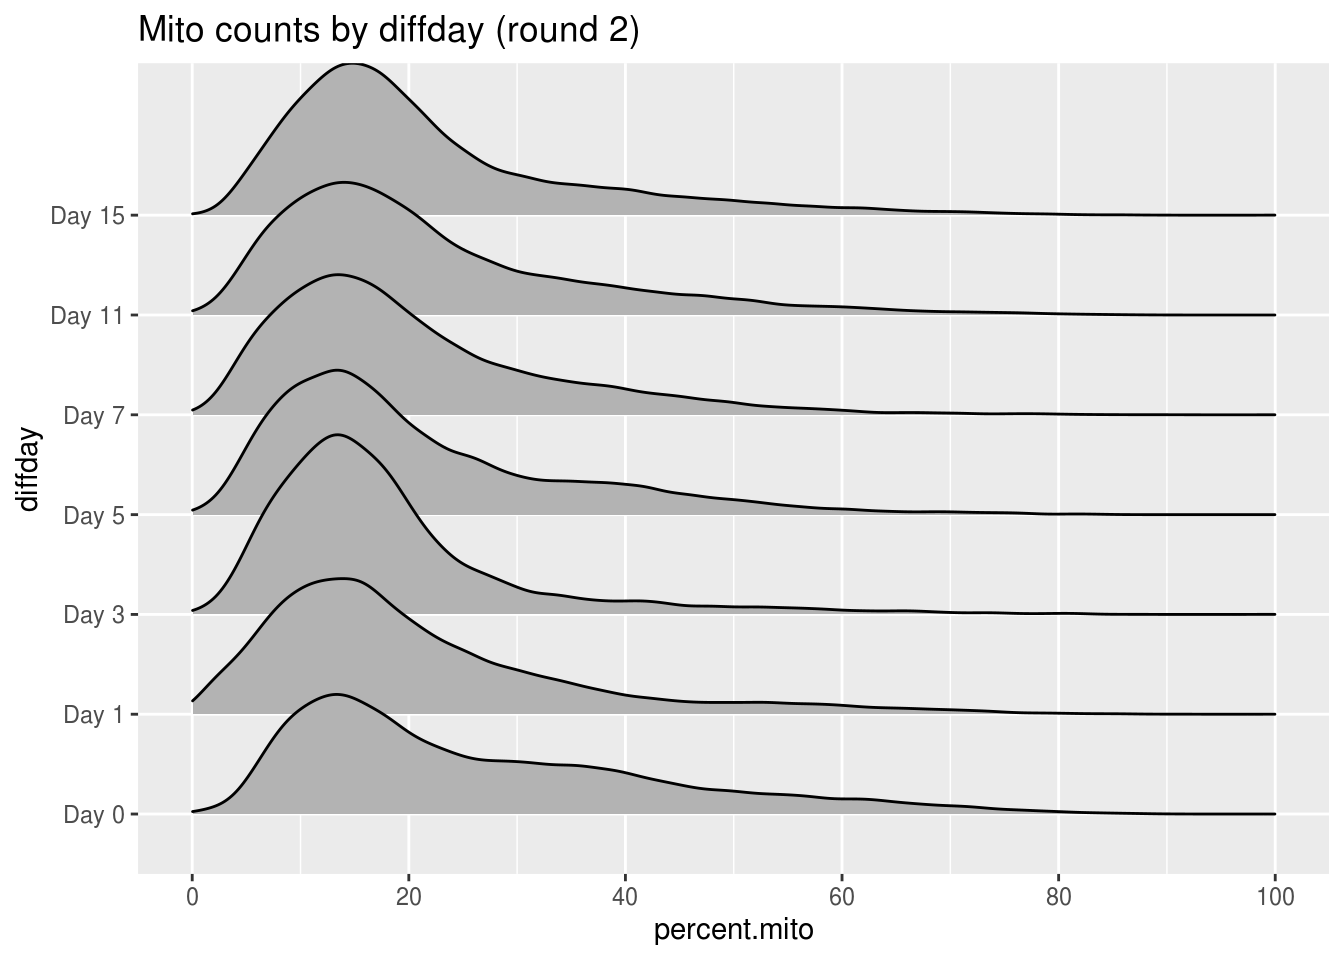 Mito counts by diffday (round 2)
Day 15
Day 11
Day 7
Day 5
Day 3
Day 1
Day 0
diffday
0 20 40 60 80 100
percent.mito